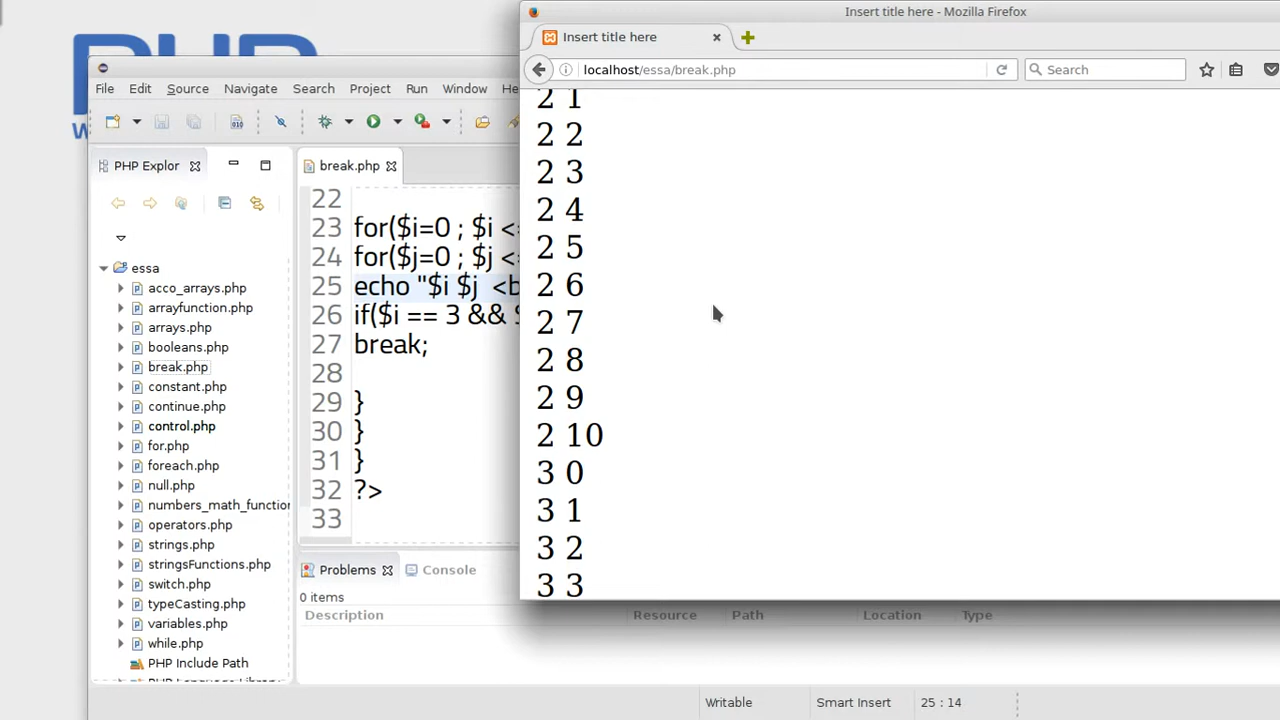 PHP
Insert title here - Mozilla Firefox
Insert title here
localhost/essa/break.php
Search
File Edit Source Navigate Search Project Run Window He
PHP Explor
break.php
essa
acco_arrays.php
arrayfunction.php
arrays.php
booleans.php
break.php
constant.php
continue.php
control.php
for.php
foreach.php
null.php
numbers_math_function
operators.php
strings.php
stringsFunctions.php
switch.php
typeCasting.php
variables.php
while.php
PHP Include Path
PHP Language Library
22
23 for($i=0 ; $i <=
24 for($j=0 ; $j <=
25 echo "$i $j <b
26 if($i == 3 && $
27 break;
28
29 }
30 }
31 }
32 ?>
33
2 1
2 2
2 3
2 4
2 5
2 6
2 7
2 8
2 9
2 10
3 0
3 1
3 2
3 3
Problems Console
0 items
Description Resource Path Location Type
Writable Smart Insert 25 : 14